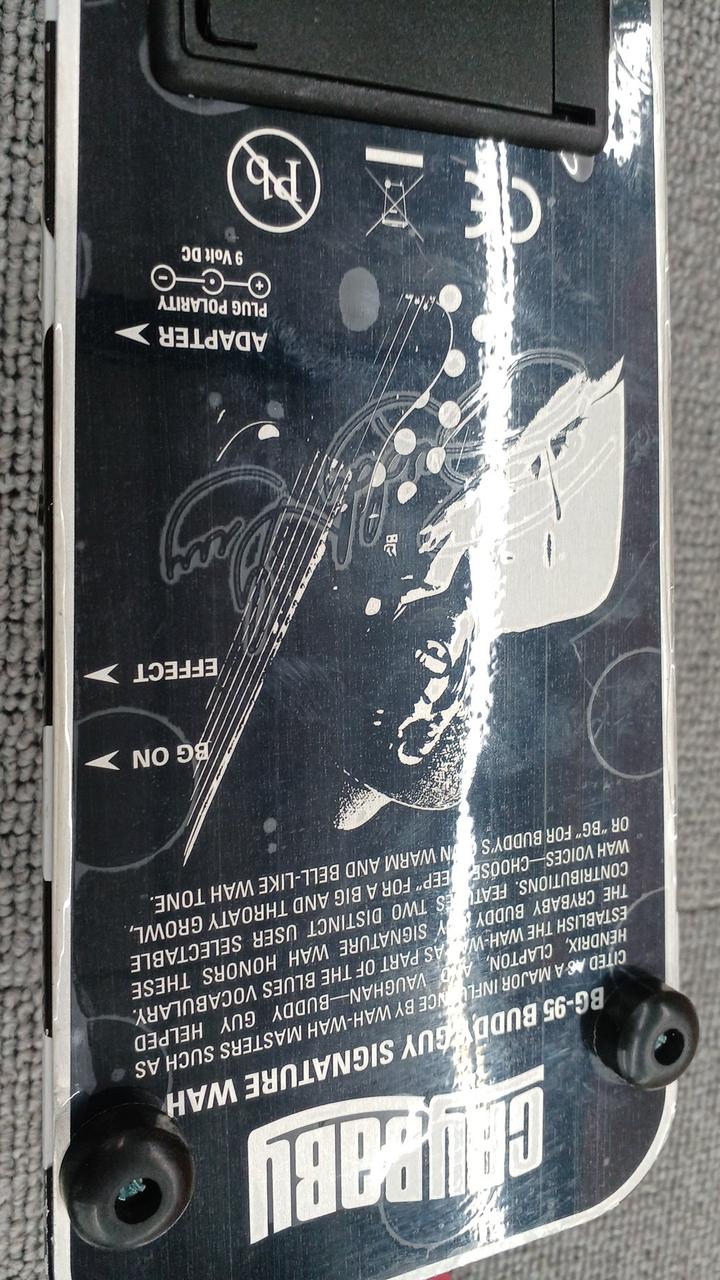 CRYBABY
BG-95 BUDDY GUY SIGNATURE WAH
CITED AS A MAJOR INFLUENCE BY WAH-WAH MASTERS SUCH AS
HENDRIX, CLAPTON, AND VAUGHAN—BUDDY GUY HELPED
ESTABLISH THE WAH-WAH AS PART OF THE BLUES VOCABULARY.
THE CRYBABY BUDDY GUY SIGNATURE WAH HONORS THESE
CONTRIBUTIONS. FEATURES TWO DISTINCT USER SELECTABLE
WAH VOICES—CHOOSE "DEEP" FOR A BIG AND THROATY GROWL,
OR "BG" FOR BUDDY'S OWN WARM AND BELL-LIKE WAH TONE.
BG ON
EFFECT
BG
ADAPTER
PLUG POLARITY
+ −
9 Volt DC
CE
Pb